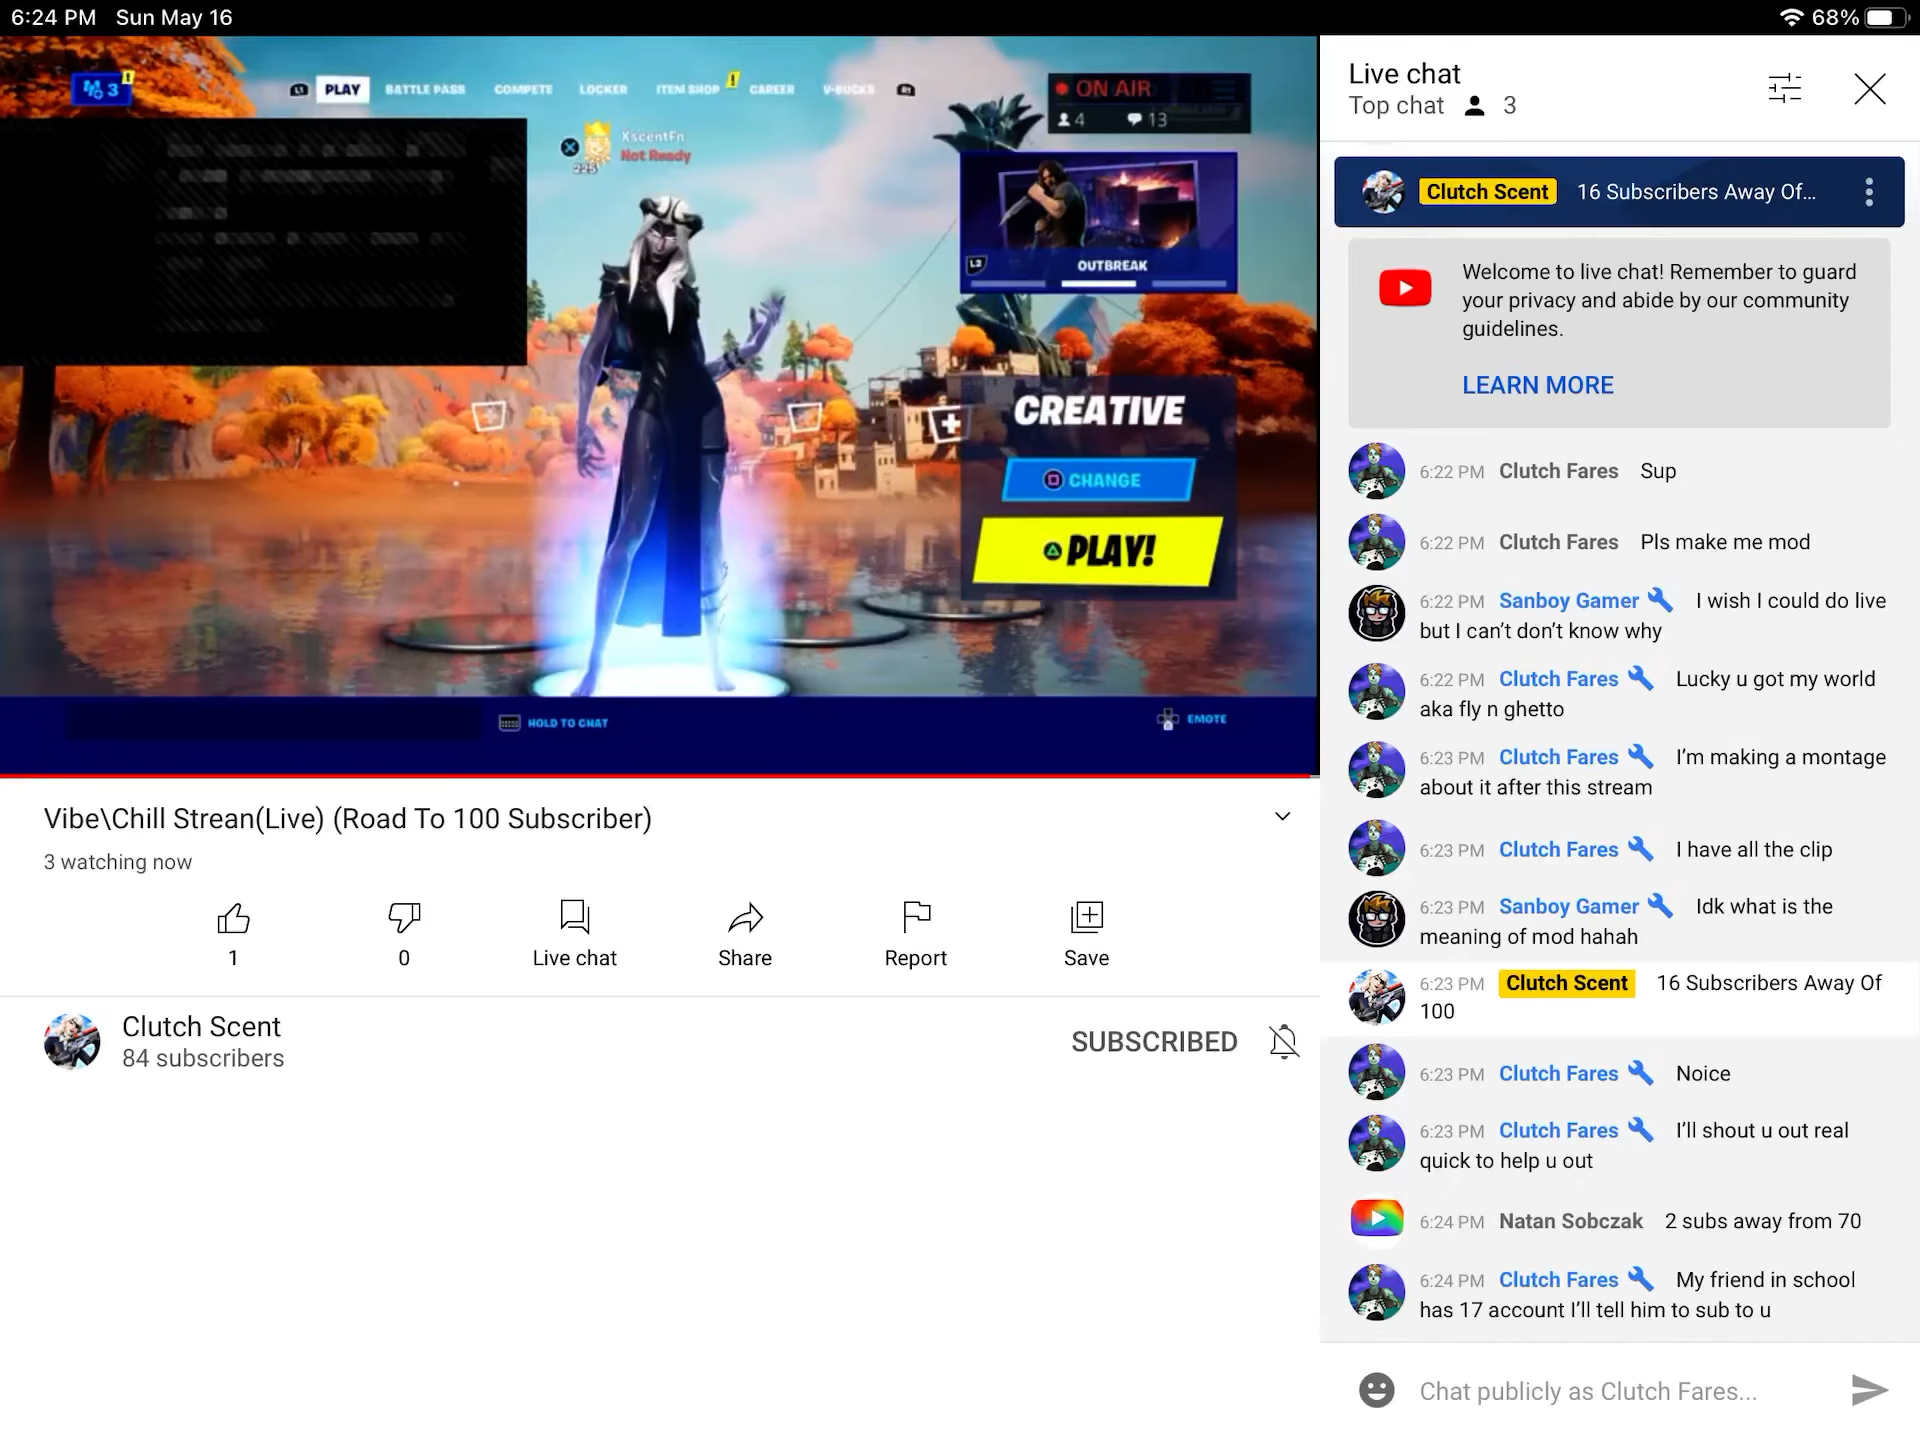 6:24 PM Sun May 16
68%
3
PLAY BATTLE PASS COMPETE LOCKER ITEM SHOP CAREER V-BUCKS
ON AIR
4 13
XscentFn
Not Ready
225
L2
OUTBREAK
CREATIVE
CHANGE
PLAY!
HOLD TO CHAT
EMOTE
Vibe\Chill Strean(Live) (Road To 100 Subscriber)
3 watching now
1
0
Live chat
Share
Report
Save
Clutch Scent
84 subscribers
SUBSCRIBED
Live chat
Top chat 3
Clutch Scent 16 Subscribers Away Of...
Welcome to live chat! Remember to guard
your privacy and abide by our community
guidelines.
LEARN MORE
6:22 PM Clutch Fares Sup
6:22 PM Clutch Fares Pls make me mod
6:22 PM Sanboy Gamer I wish I could do live
but I can’t don’t know why
6:22 PM Clutch Fares Lucky u got my world
aka fly n ghetto
6:23 PM Clutch Fares I’m making a montage
about it after this stream
6:23 PM Clutch Fares I have all the clip
6:23 PM Sanboy Gamer Idk what is the
meaning of mod hahah
6:23 PM Clutch Scent 16 Subscribers Away Of
100
6:23 PM Clutch Fares Noice
6:23 PM Clutch Fares I’ll shout u out real
quick to help u out
6:24 PM Natan Sobczak 2 subs away from 70
6:24 PM Clutch Fares My friend in school
has 17 account I’ll tell him to sub to u
Chat publicly as Clutch Fares...